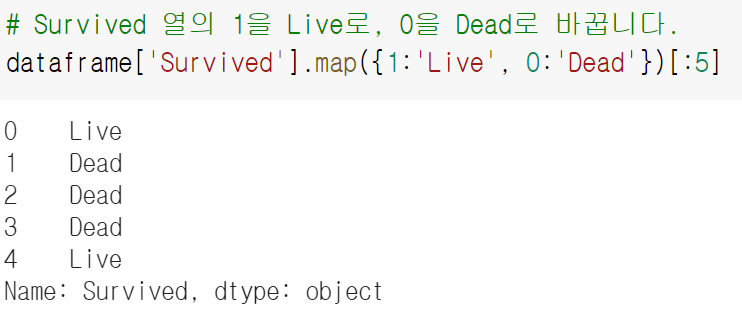 # Survived 열의 1을 Live로, 0을 Dead로 바꿉니다.
dataframe['Survived'].map({1:'Live', 0:'Dead'})[:5]
0    Live
1    Dead
2    Dead
3    Dead
4    Live
Name: Survived, dtype: object